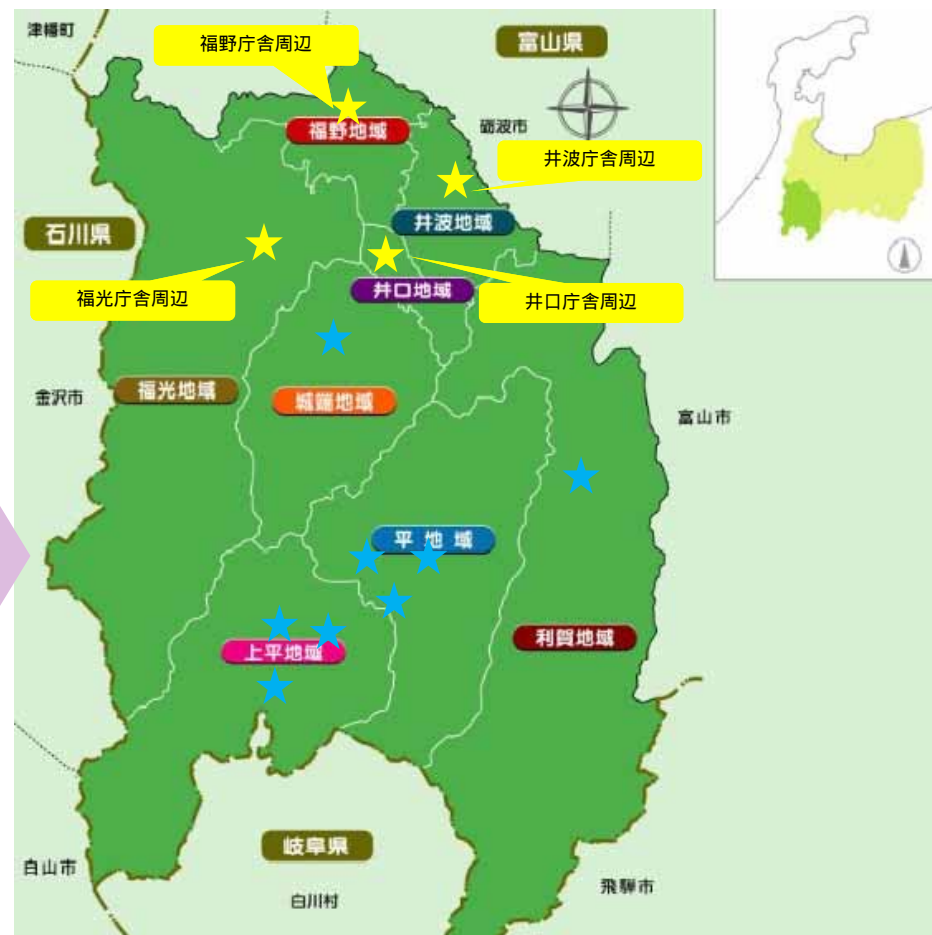 津幡町
福野庁舎周辺
富山県
福野地域
砺波市
井波庁舎周辺
石川県
井波地域
福光庁舎周辺
井口地域
井口庁舎周辺
金沢市
福光地域
城端地域
富山市
平地域
上平地域
利賀地域
岐阜県
白山市
白川村
飛騨市